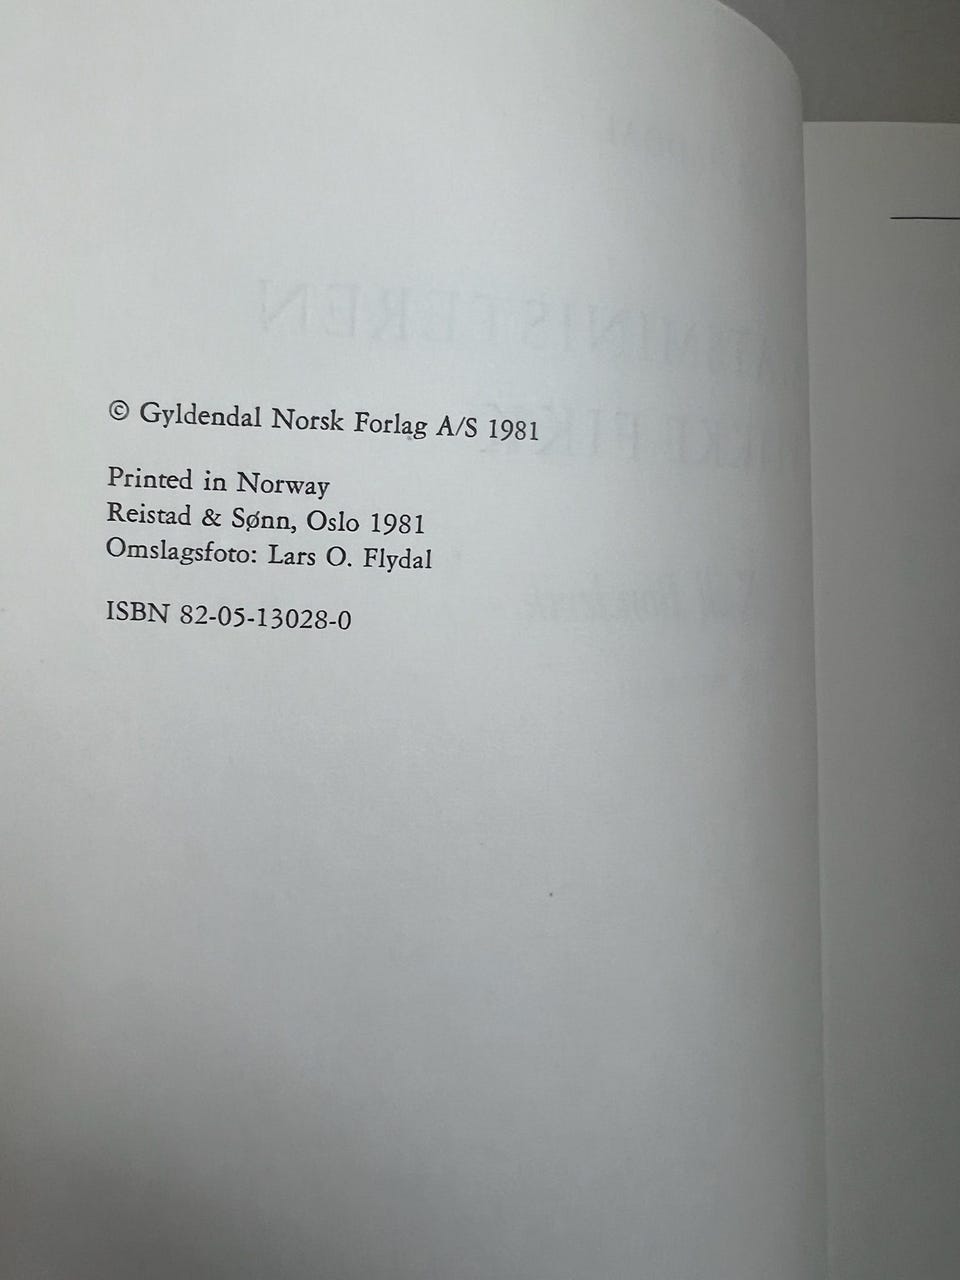 © Gyldendal Norsk Forlag A/S 1981
Printed in Norway
Reistad & Sønn, Oslo 1981
Omslagsfoto: Lars O. Flydal
ISBN 82-05-13028-0